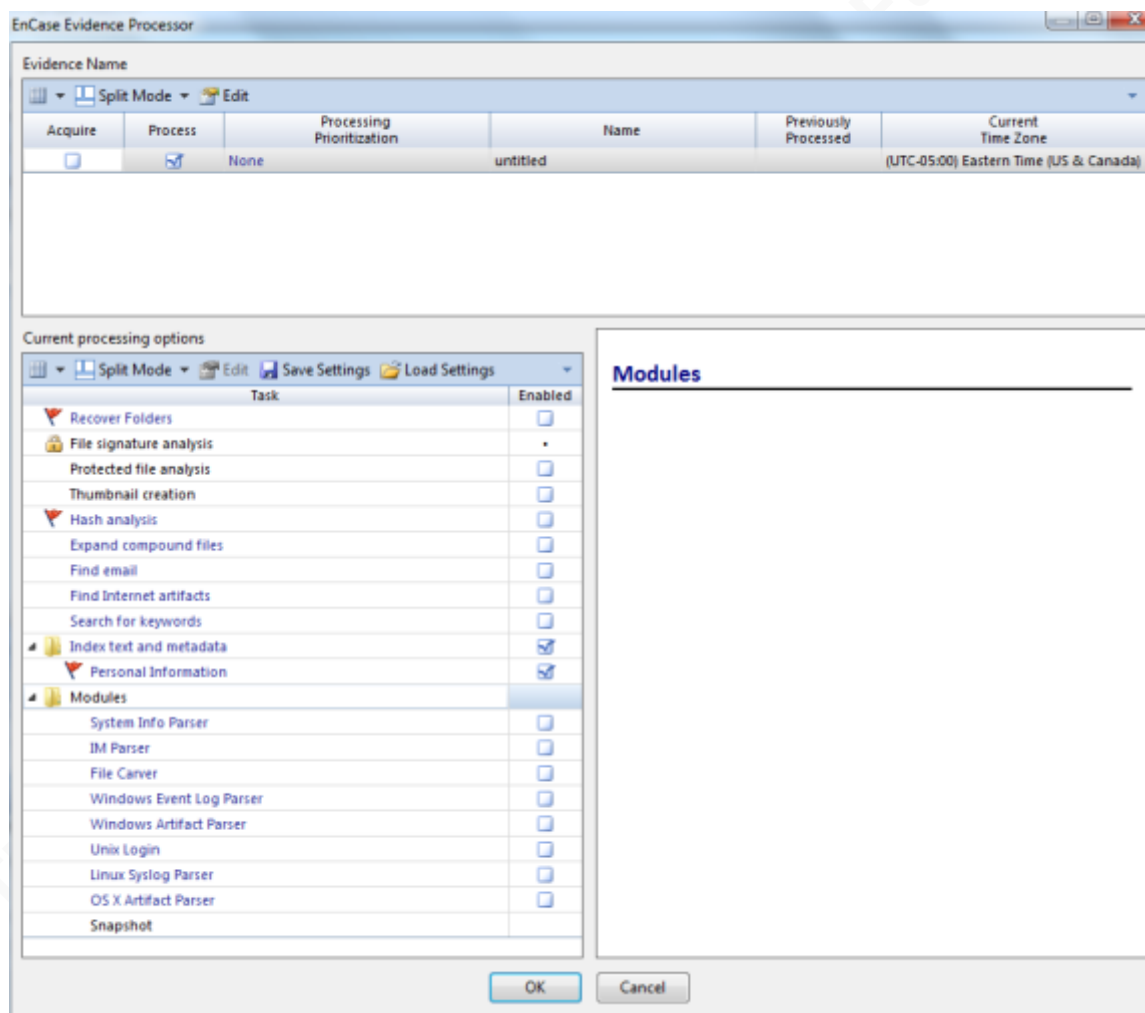 EnCase Evidence Processor
Evidence Name
Split Mode Edit
Acquire Process Processing Prioritization Name Previously Processed Current Time Zone
None untitled (UTC-05:00) Eastern Time (US & Canada)
Current processing options
Split Mode Edit Save Settings Load Settings
Task Enabled
Recover Folders
File signature analysis
Protected file analysis
Thumbnail creation
Hash analysis
Expand compound files
Find email
Find Internet artifacts
Search for keywords
Index text and metadata
Personal Information
Modules
System Info Parser
IM Parser
File Carver
Windows Event Log Parser
Windows Artifact Parser
Unix Login
Linux Syslog Parser
OS X Artifact Parser
Snapshot
Modules
OK Cancel